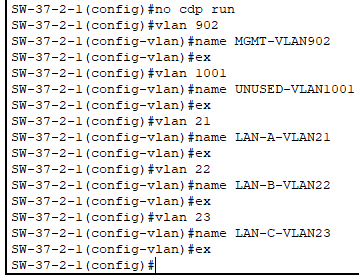 SW-37-2-1(config)#no cdp run
SW-37-2-1(config)#vlan 902
SW-37-2-1(config-vlan)#name MGMT-VLAN902
SW-37-2-1(config-vlan)#ex
SW-37-2-1(config)#vlan 1001
SW-37-2-1(config-vlan)#name UNUSED-VLAN1001
SW-37-2-1(config-vlan)#ex
SW-37-2-1(config)#vlan 21
SW-37-2-1(config-vlan)#name LAN-A-VLAN21
SW-37-2-1(config-vlan)#ex
SW-37-2-1(config)#vlan 22
SW-37-2-1(config-vlan)#name LAN-B-VLAN22
SW-37-2-1(config-vlan)#ex
SW-37-2-1(config)#vlan 23
SW-37-2-1(config-vlan)#name LAN-C-VLAN23
SW-37-2-1(config-vlan)#ex
SW-37-2-1(config)#